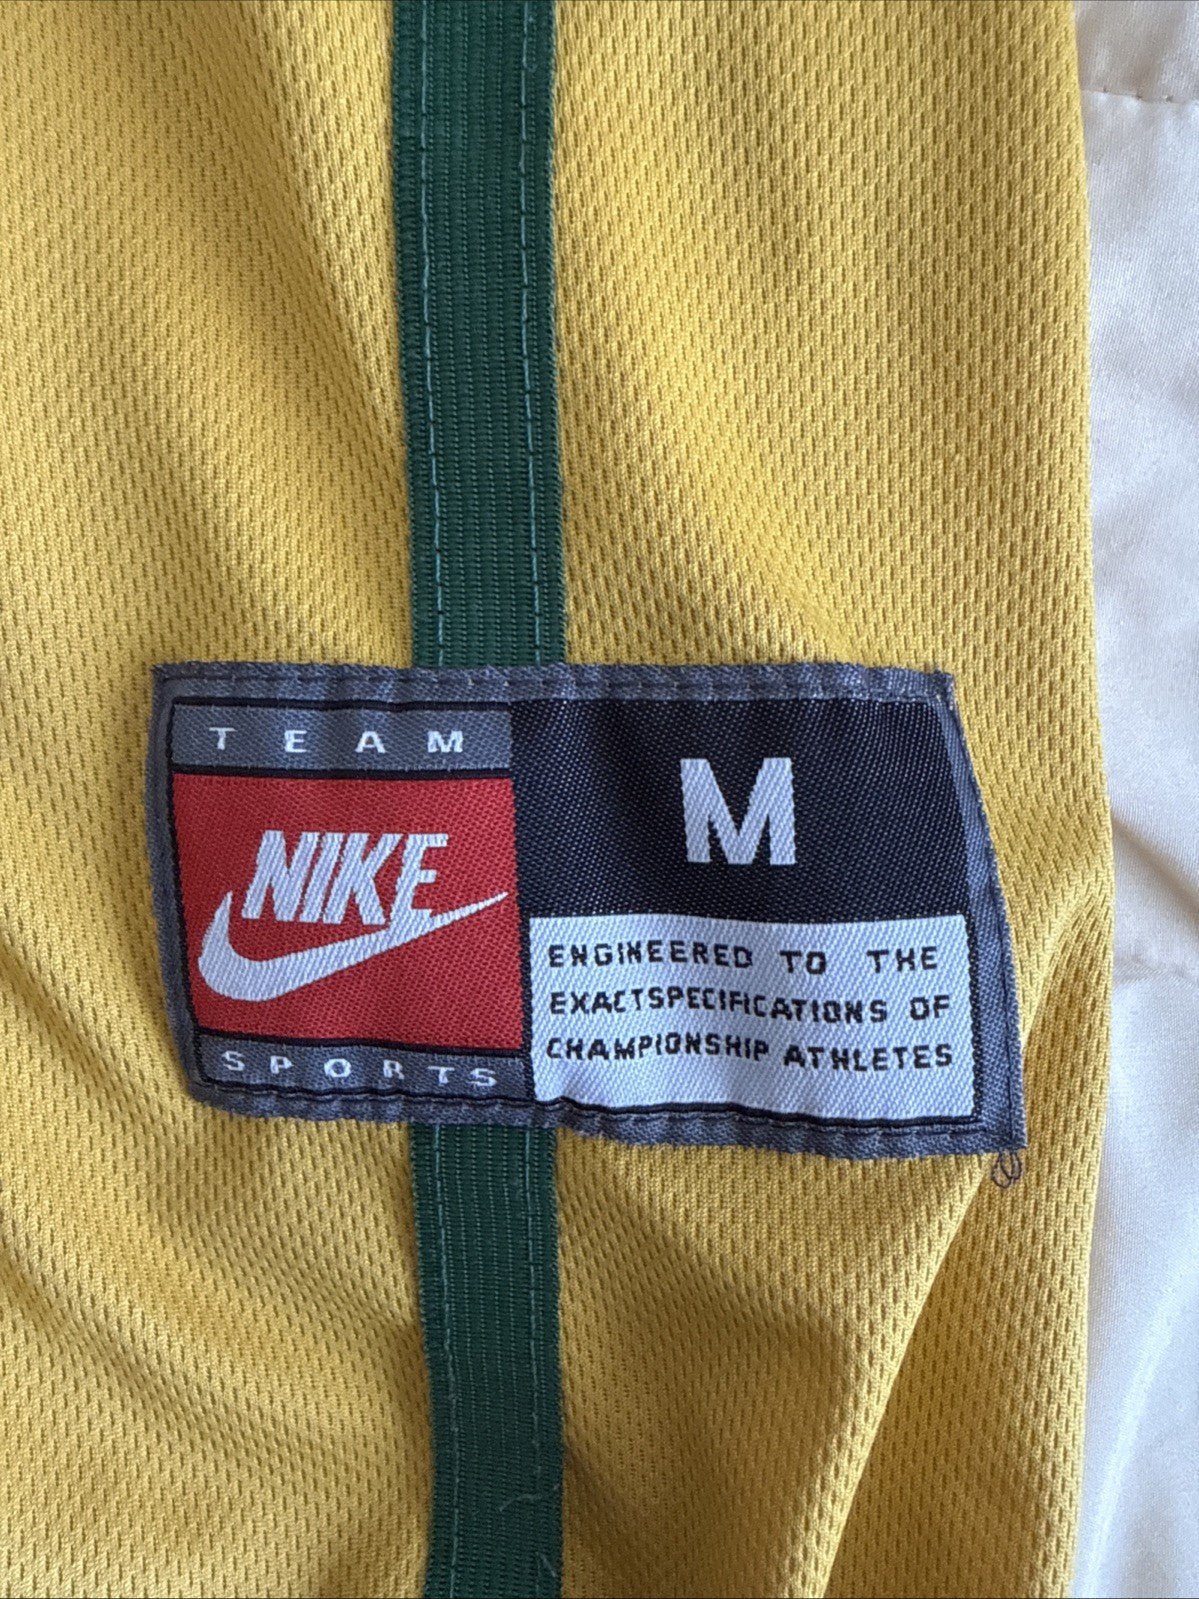 TEAM
NIKE
SPORTS
M
ENGINEERED TO THE
EXACTSPECIFICATIONS OF
CHAMPIONSHIP ATHLETES